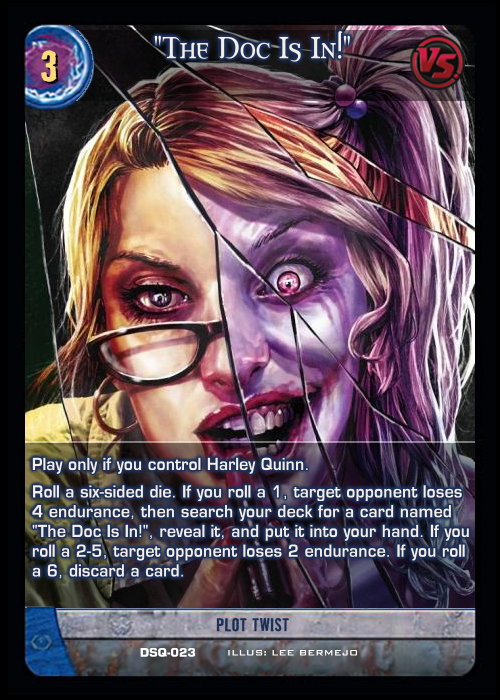 "The Doc Is In!"
3
VS
Play only if you control Harley Quinn.
Roll a six-sided die. If you roll a 1, target opponent loses
4 endurance, then search your deck for a card named
"The Doc Is In!", reveal it, and put it into your hand. If you
roll a 2-5, target opponent loses 2 endurance. If you roll
a 6, discard a card.
PLOT TWIST
DSQ-023 ILLUS: LEE BERMEJO